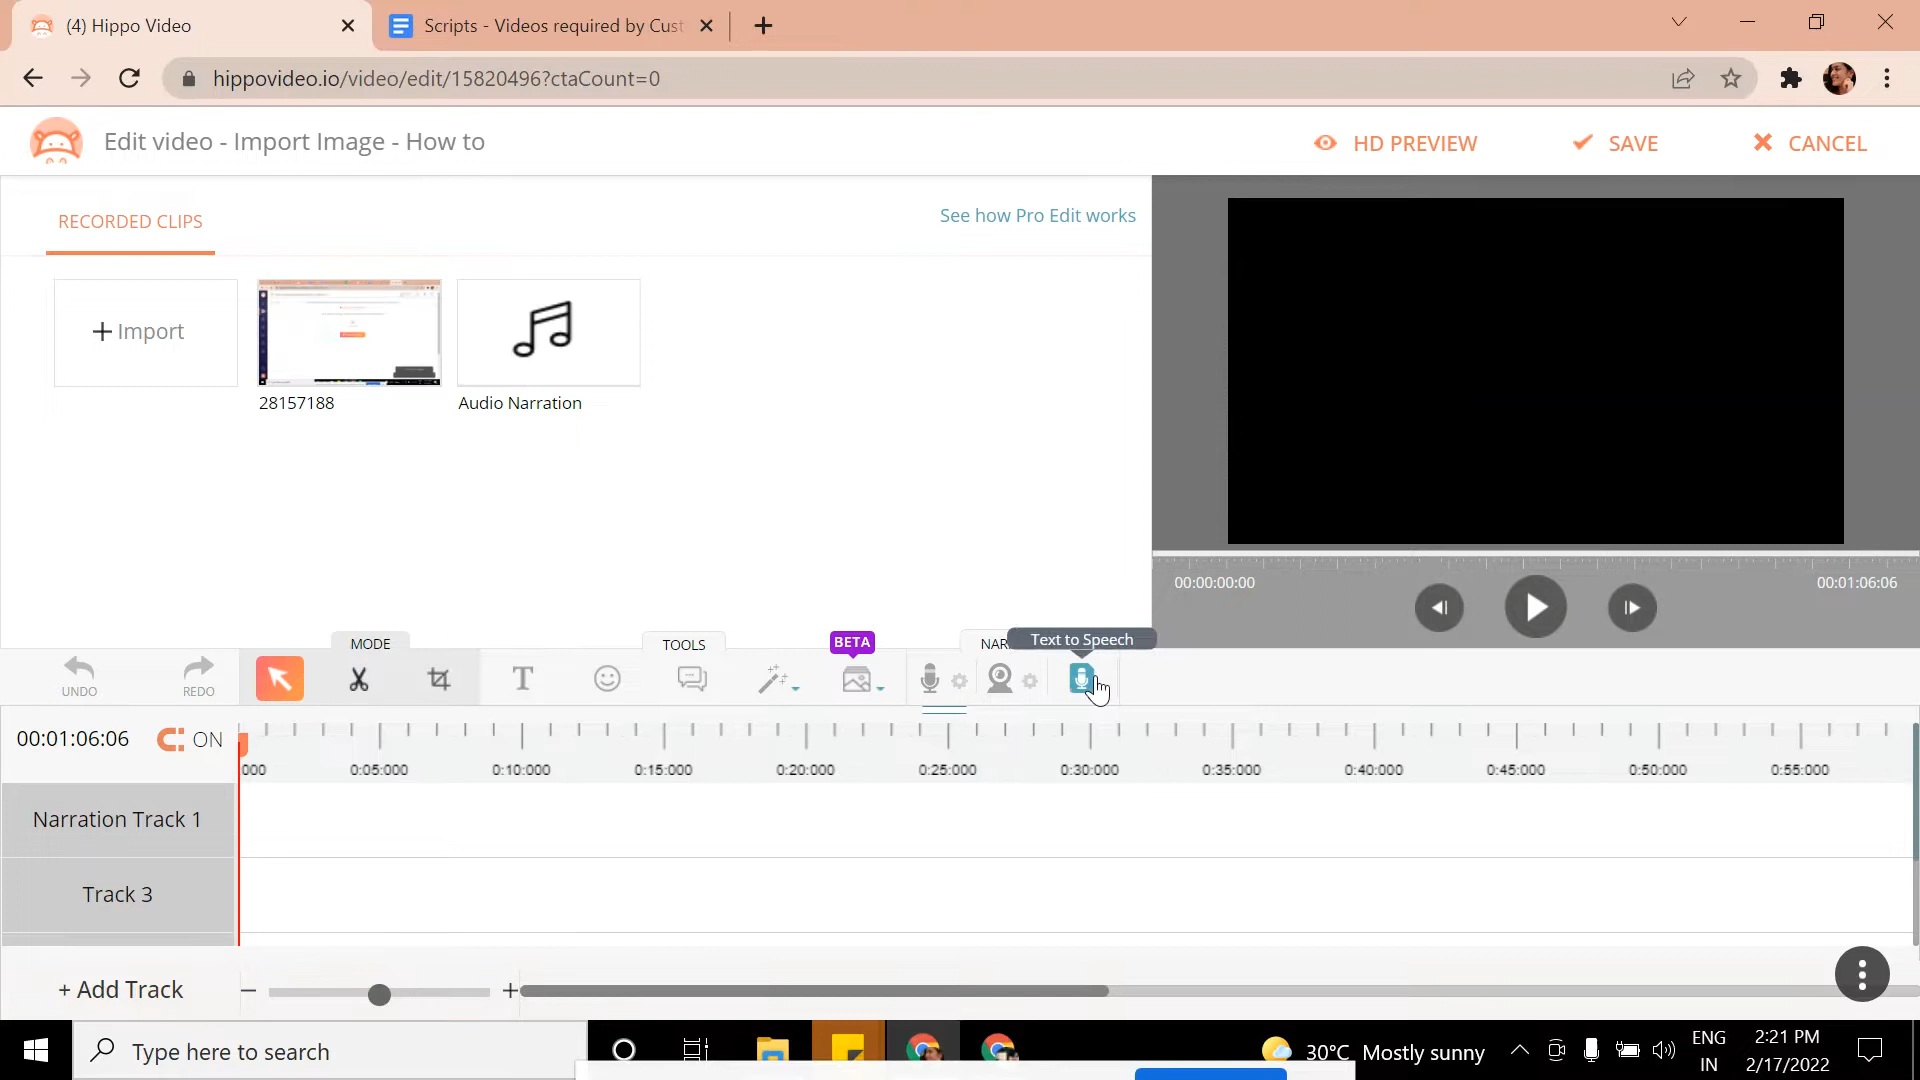 (4) Hippo Video
Scripts - Videos required by Cust
hippovideo.io/video/edit/15820496?ctaCount=0
Edit video - Import Image - How to
HD PREVIEW
SAVE
CANCEL
RECORDED CLIPS
See how Pro Edit works
+ Import
28157188
Audio Narration
00:00:00:00
00:01:06:06
MODE
TOOLS
BETA
NAR
Text to Speech
UNDO
REDO
T
00:01:06:06
ON
000
0:05:000
0:10:000
0:15:000
0:20:000
0:25:000
0:30:000
0:35:000
0:40:000
0:45:000
0:50:000
0:55:000
Narration Track 1
Track 3
+ Add Track
Type here to search
30°C Mostly sunny
ENG
IN
2:21 PM
2/17/2022